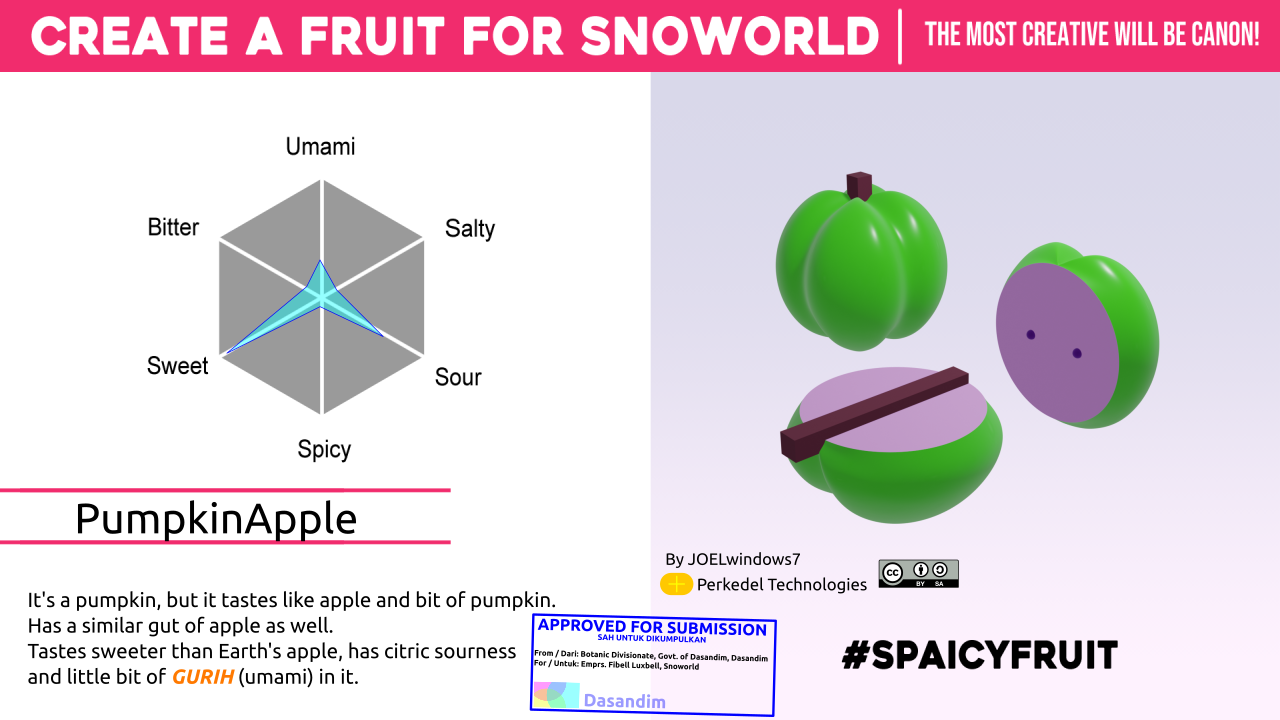 CREATE A FRUIT FOR SNOWORLD
THE MOST CREATIVE WILL BE CANON!
Umami
Bitter
Salty
Sweet
Sour
Spicy
PumpkinApple
It's a pumpkin, but it tastes like apple and bit of pumpkin.
Has a similar gut of apple as well.
Tastes sweeter than Earth's apple, has citric sourness
and little bit of GURIH (umami) in it.
APPROVED FOR SUBMISSION
SAH UNTUK DIKUMPULKAN
From / Dari: Botanic Divisionate, Govt. of Dasandim, Dasandim
For / Untuk: Emprs. Fibell Luxbell, Snoworld
Dasandim
By JOELwindows7
Perkedel Technologies
CC
BY SA
#SPAICYFRUIT